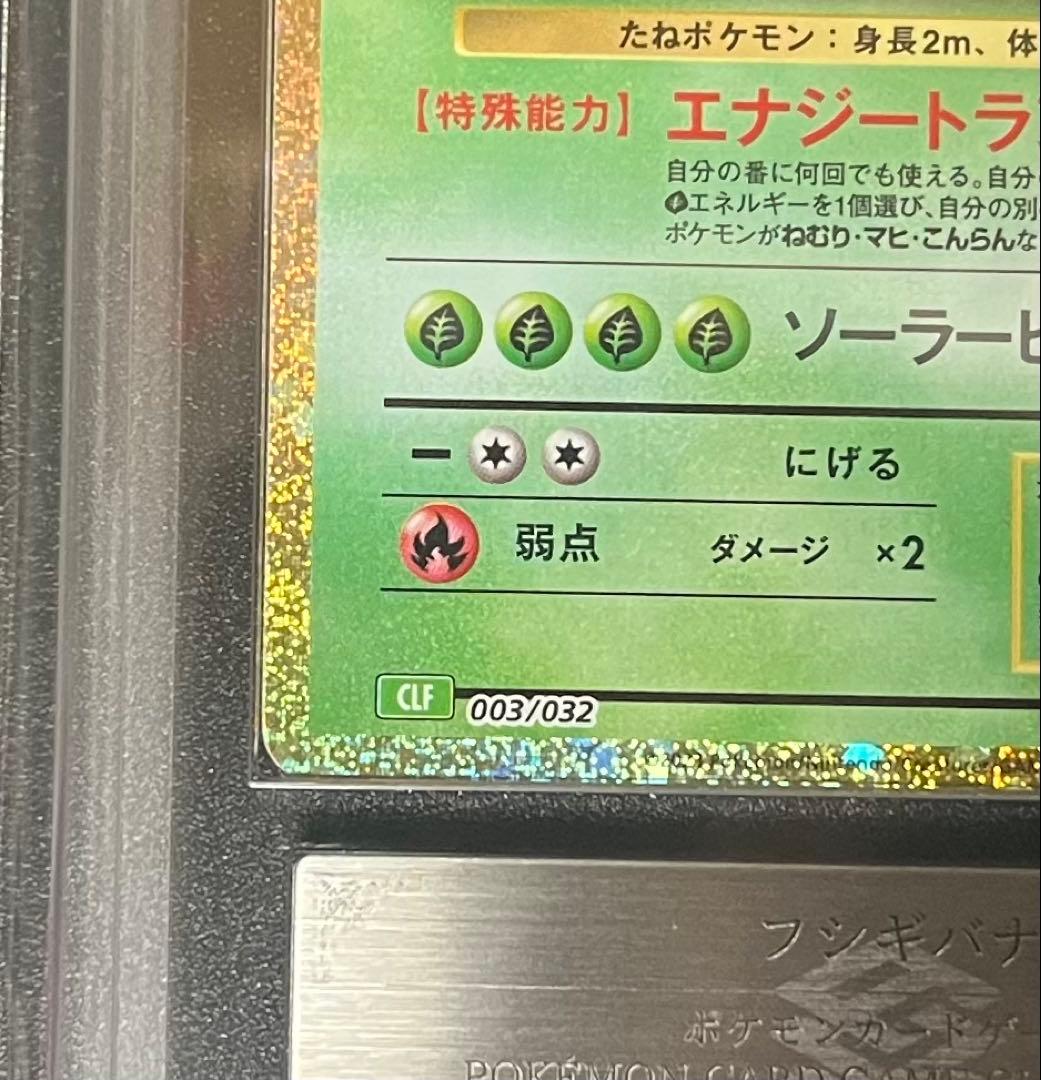 たねポケモン：身長2m、体
【特殊能力】 エナジートラ
自分の番に何回でも使える。自分
エネルギーを1個選び、自分の別
ポケモンがねむり・マヒ・こんらんな
ソーラービ
ー にげる
弱点 ダメージ ×2
CLF 003/032
フシギバナ
ポケモンカードゲー
POKÉMON CARD GAME